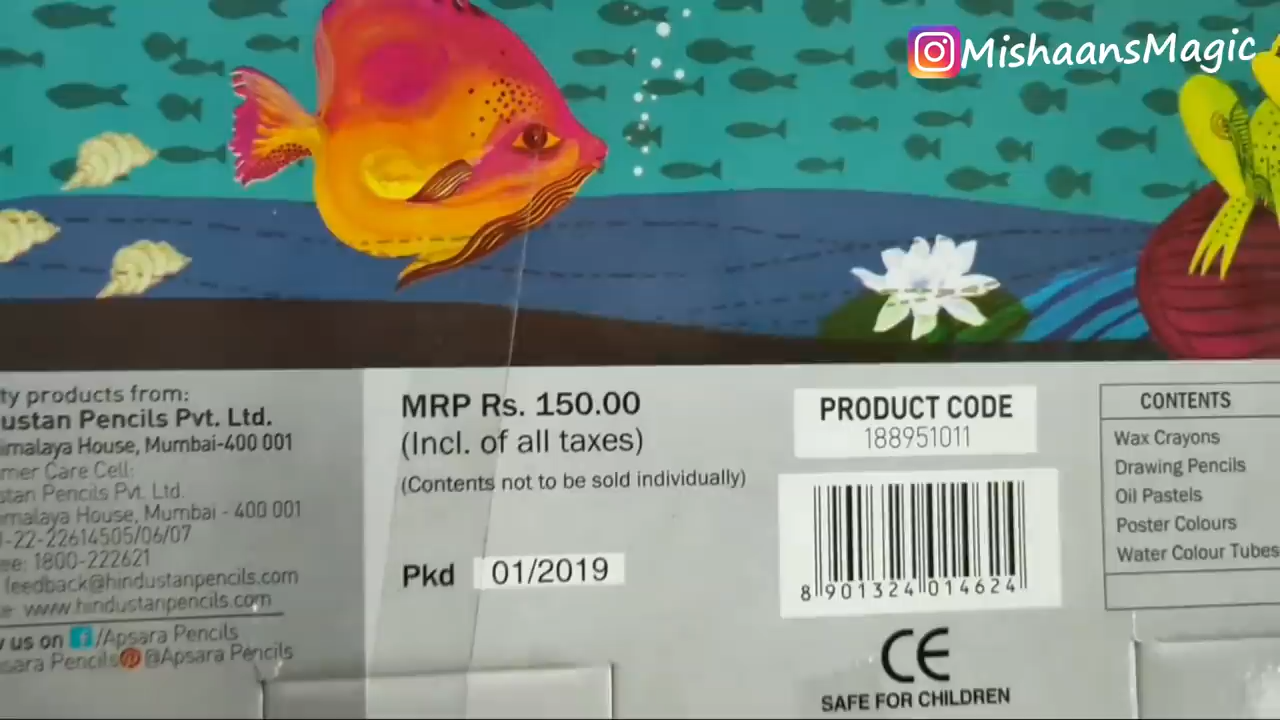 MishaansMagic
ty products from:
ustan Pencils Pvt. Ltd.
imalaya House, Mumbai-400 001
mer Care Cell:
stan Pencils Pvt. Ltd.
imalaya House, Mumbai - 400 001
-22-22614505/06/07
ee: 1800-222621
feedback@hindustanpencils.com
e: www.hindustanpencils.com
us on f/Apsara Pencils
sara Pencils @Apsara Pencils
MRP Rs. 150.00
(Incl. of all taxes)
(Contents not to be sold individually)
Pkd 01/2019
PRODUCT CODE
188951011
8 901324 014624
CE
SAFE FOR CHILDREN
CONTENTS
Wax Crayons
Drawing Pencils
Oil Pastels
Poster Colours
Water Colour Tubes